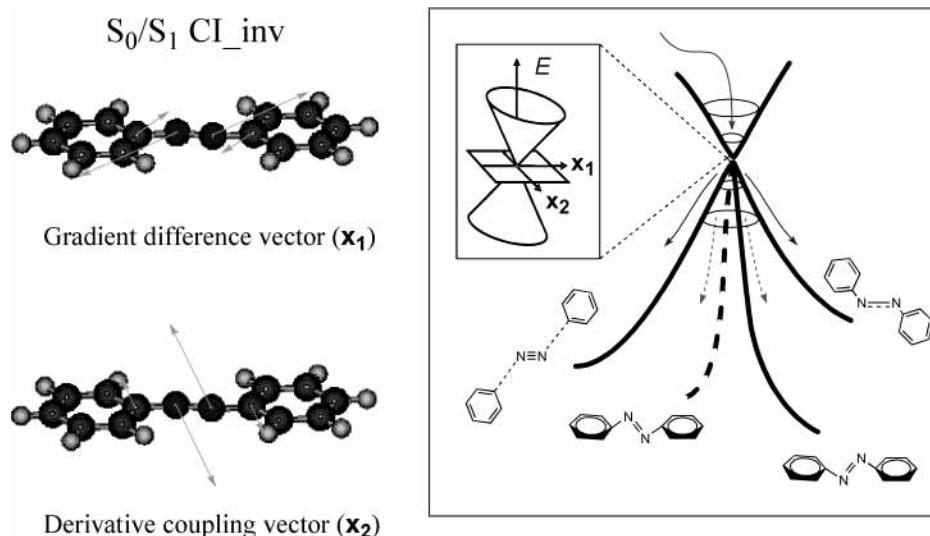 S₀/S₁ CI_inv
Gradient difference vector (x₁)
Derivative coupling vector (x₂)
E
x₁
x₂
N
N
N≡N
N
N
N
N